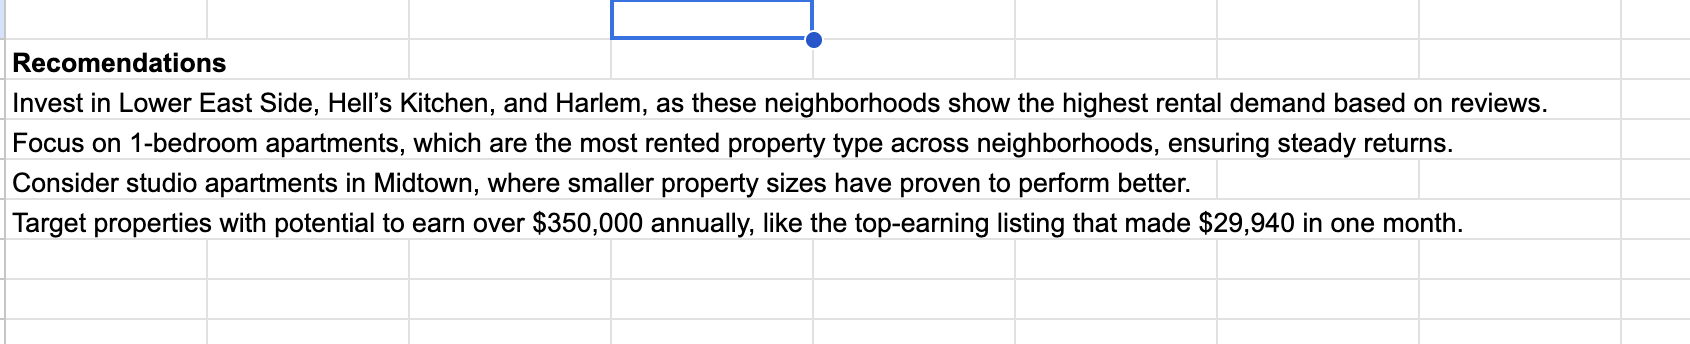 Recomendations
Invest in Lower East Side, Hell’s Kitchen, and Harlem, as these neighborhoods show the highest rental demand based on reviews.
Focus on 1-bedroom apartments, which are the most rented property type across neighborhoods, ensuring steady returns.
Consider studio apartments in Midtown, where smaller property sizes have proven to perform better.
Target properties with potential to earn over $350,000 annually, like the top-earning listing that made $29,940 in one month.